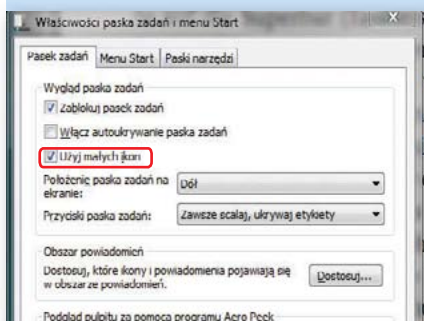 Właściwości paska zadań i menu Start
Pasek zadań Menu Start Paski narzędzi
Wygląd paska zadań
Zablokuj pasek zadań
Włącz autoukrywanie paska zadań
Użyj małych ikon
Położenie paska zadań na ekranie: Dół
Przyciski paska zadań: Zawsze scalaj, ukrywaj etykiety
Obszar powiadomień
Dostosuj, które ikony i powiadomienia pojawiają się
w obszarze powiadomień.
Dostosuj...
Podgląd pulpitu za pomocą programu Aero Peek